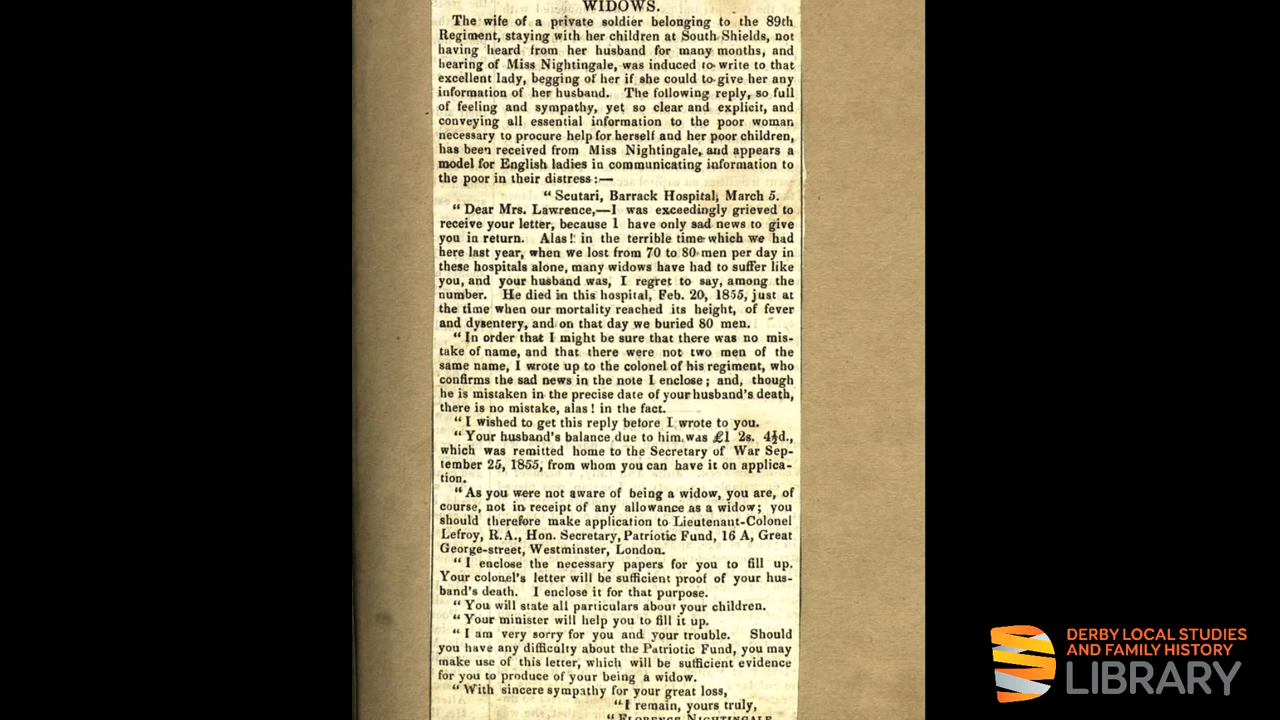 WIDOWS.
The wife of a private soldier belonging to the 89th
Regiment, staying with her children at South Shields, not
having heard from her husband for many months, and
hearing of Miss Nightingale, was induced to write to that
excellent lady, begging of her if she could to give her any
information of her husband. The following reply, so full
of feeling and sympathy, yet so clear and explicit, and
conveying all essential information to the poor woman
necessary to procure help for herself and her poor children,
has been received from Miss Nightingale, and appears a
model for English ladies in communicating information to
the poor in their distress:—
"Scutari, Barrack Hospital, March 5.
"Dear Mrs. Lawrence,—I was exceedingly grieved to
receive your letter, because I have only sad news to give
you in return. Alas! in the terrible time which we had
here last year, when we lost from 70 to 80 men per day in
these hospitals alone, many widows have had to suffer like
you, and your husband was, I regret to say, among the
number. He died in this hospital, Feb. 20, 1855, just at
the time when our mortality reached its height, of fever
and dysentery, and on that day we buried 80 men.
"In order that I might be sure that there was no mis-
take of name, and that there were not two men of the
same name, I wrote up to the colonel of his regiment, who
confirms the sad news in the note I enclose; and, though
he is mistaken in the precise date of your husband's death,
there is no mistake, alas! in the fact.
"I wished to get this reply before I wrote to you.
"Your husband's balance due to him was £1 2s. 4½d.,
which was remitted home to the Secretary of War Sep-
tember 25, 1855, from whom you can have it on applica-
tion.
"As you were not aware of being a widow, you are, of
course, not in receipt of any allowance as a widow; you
should therefore make application to Lieutenant-Colonel
Lefroy, R.A., Hon. Secretary, Patriotic Fund, 16 A, Great
George-street, Westminster, London.
"I enclose the necessary papers for you to fill up.
Your colonel's letter will be sufficient proof of your hus-
band's death. I enclose it for that purpose.
"You will state all particulars about your children.
"Your minister will help you to fill it up.
"I am very sorry for you and your trouble. Should
you have any difficulty about the Patriotic Fund, you may
make use of this letter, which will be sufficient evidence
for you to produce of your being a widow.
"With sincere sympathy for your great loss,
"I remain, yours truly,
"FLORENCE NIGHTINGALE
DERBY LOCAL STUDIES
AND FAMILY HISTORY
LIBRARY